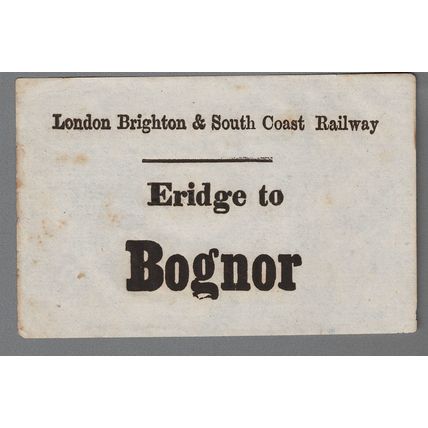 London Brighton & South Coast Railway
Eridge to
Bognor